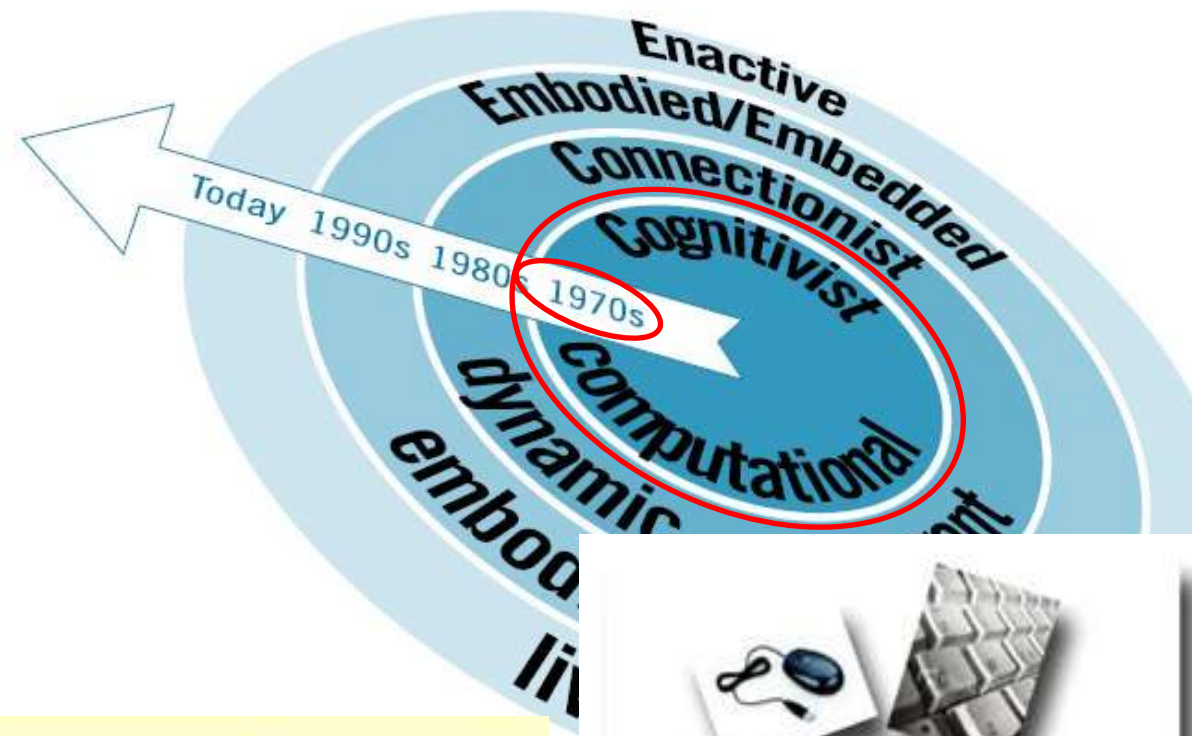 Enactive
Embodied/Embedded
Connectionist
Cognitivist
Today 1990s 1980s 1970s
computational
dynamic